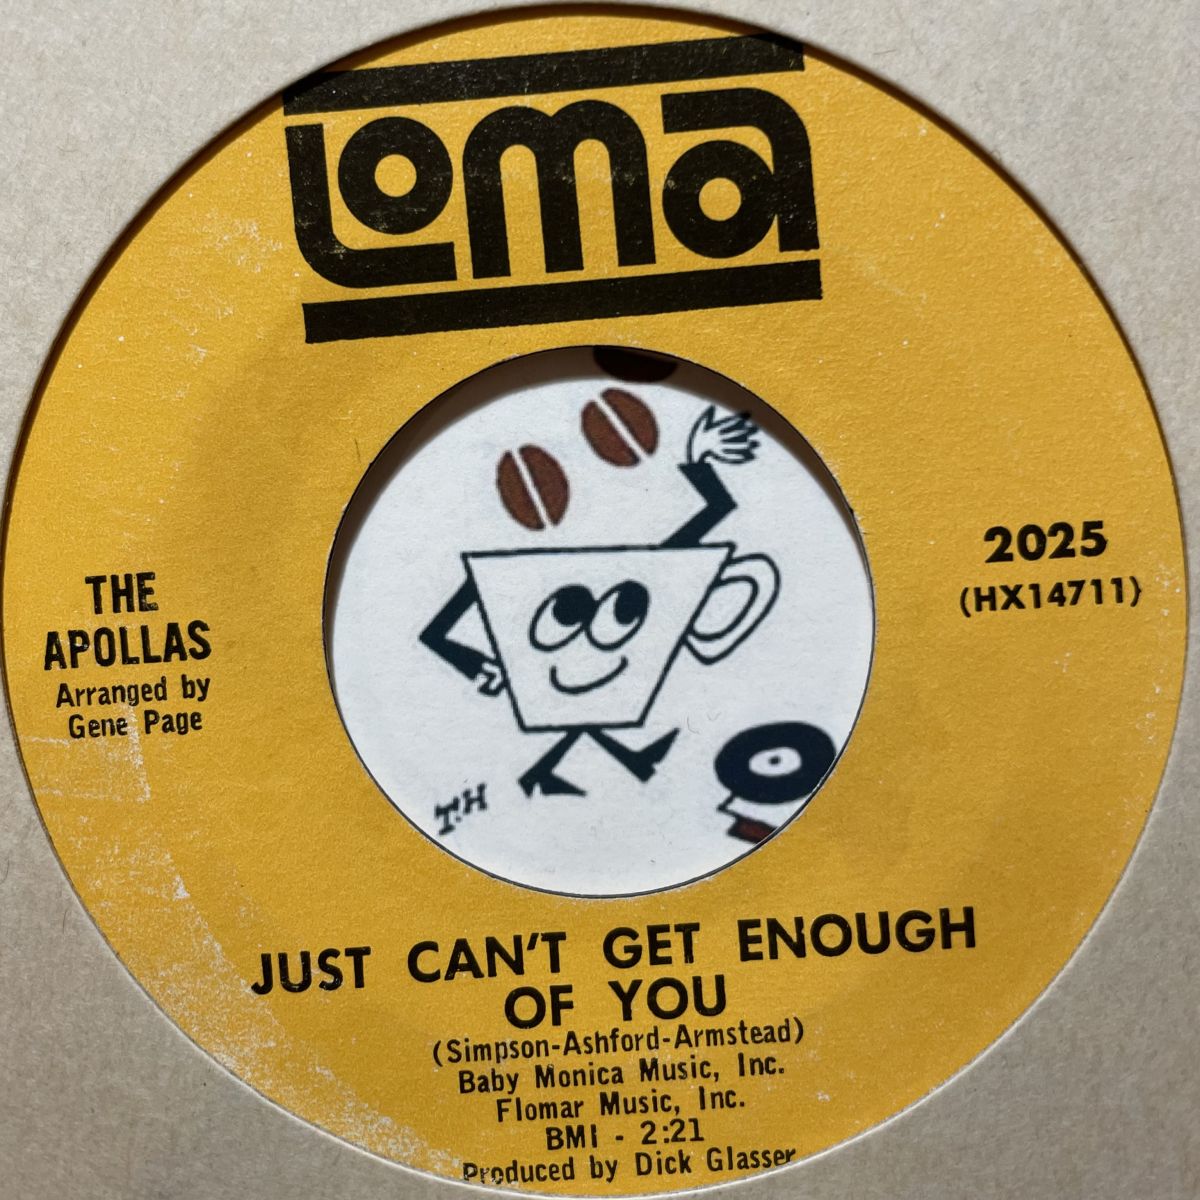 LOMA
2025
(HX14711)
THE
APOLLAS
Arranged by
Gene Page
T.H
JUST CAN'T GET ENOUGH
OF YOU
(Simpson-Ashford-Armstead)
Baby Monica Music, Inc.
Flomar Music, Inc.
BMI - 2:21
Produced by Dick Glasser